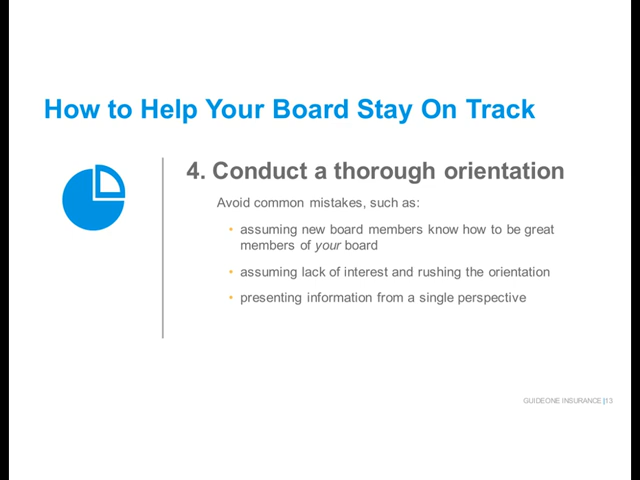 How to Help Your Board Stay On Track
4. Conduct a thorough orientation
Avoid common mistakes, such as:
• assuming new board members know how to be great
members of your board
• assuming lack of interest and rushing the orientation
• presenting information from a single perspective
GUIDEONE INSURANCE |13